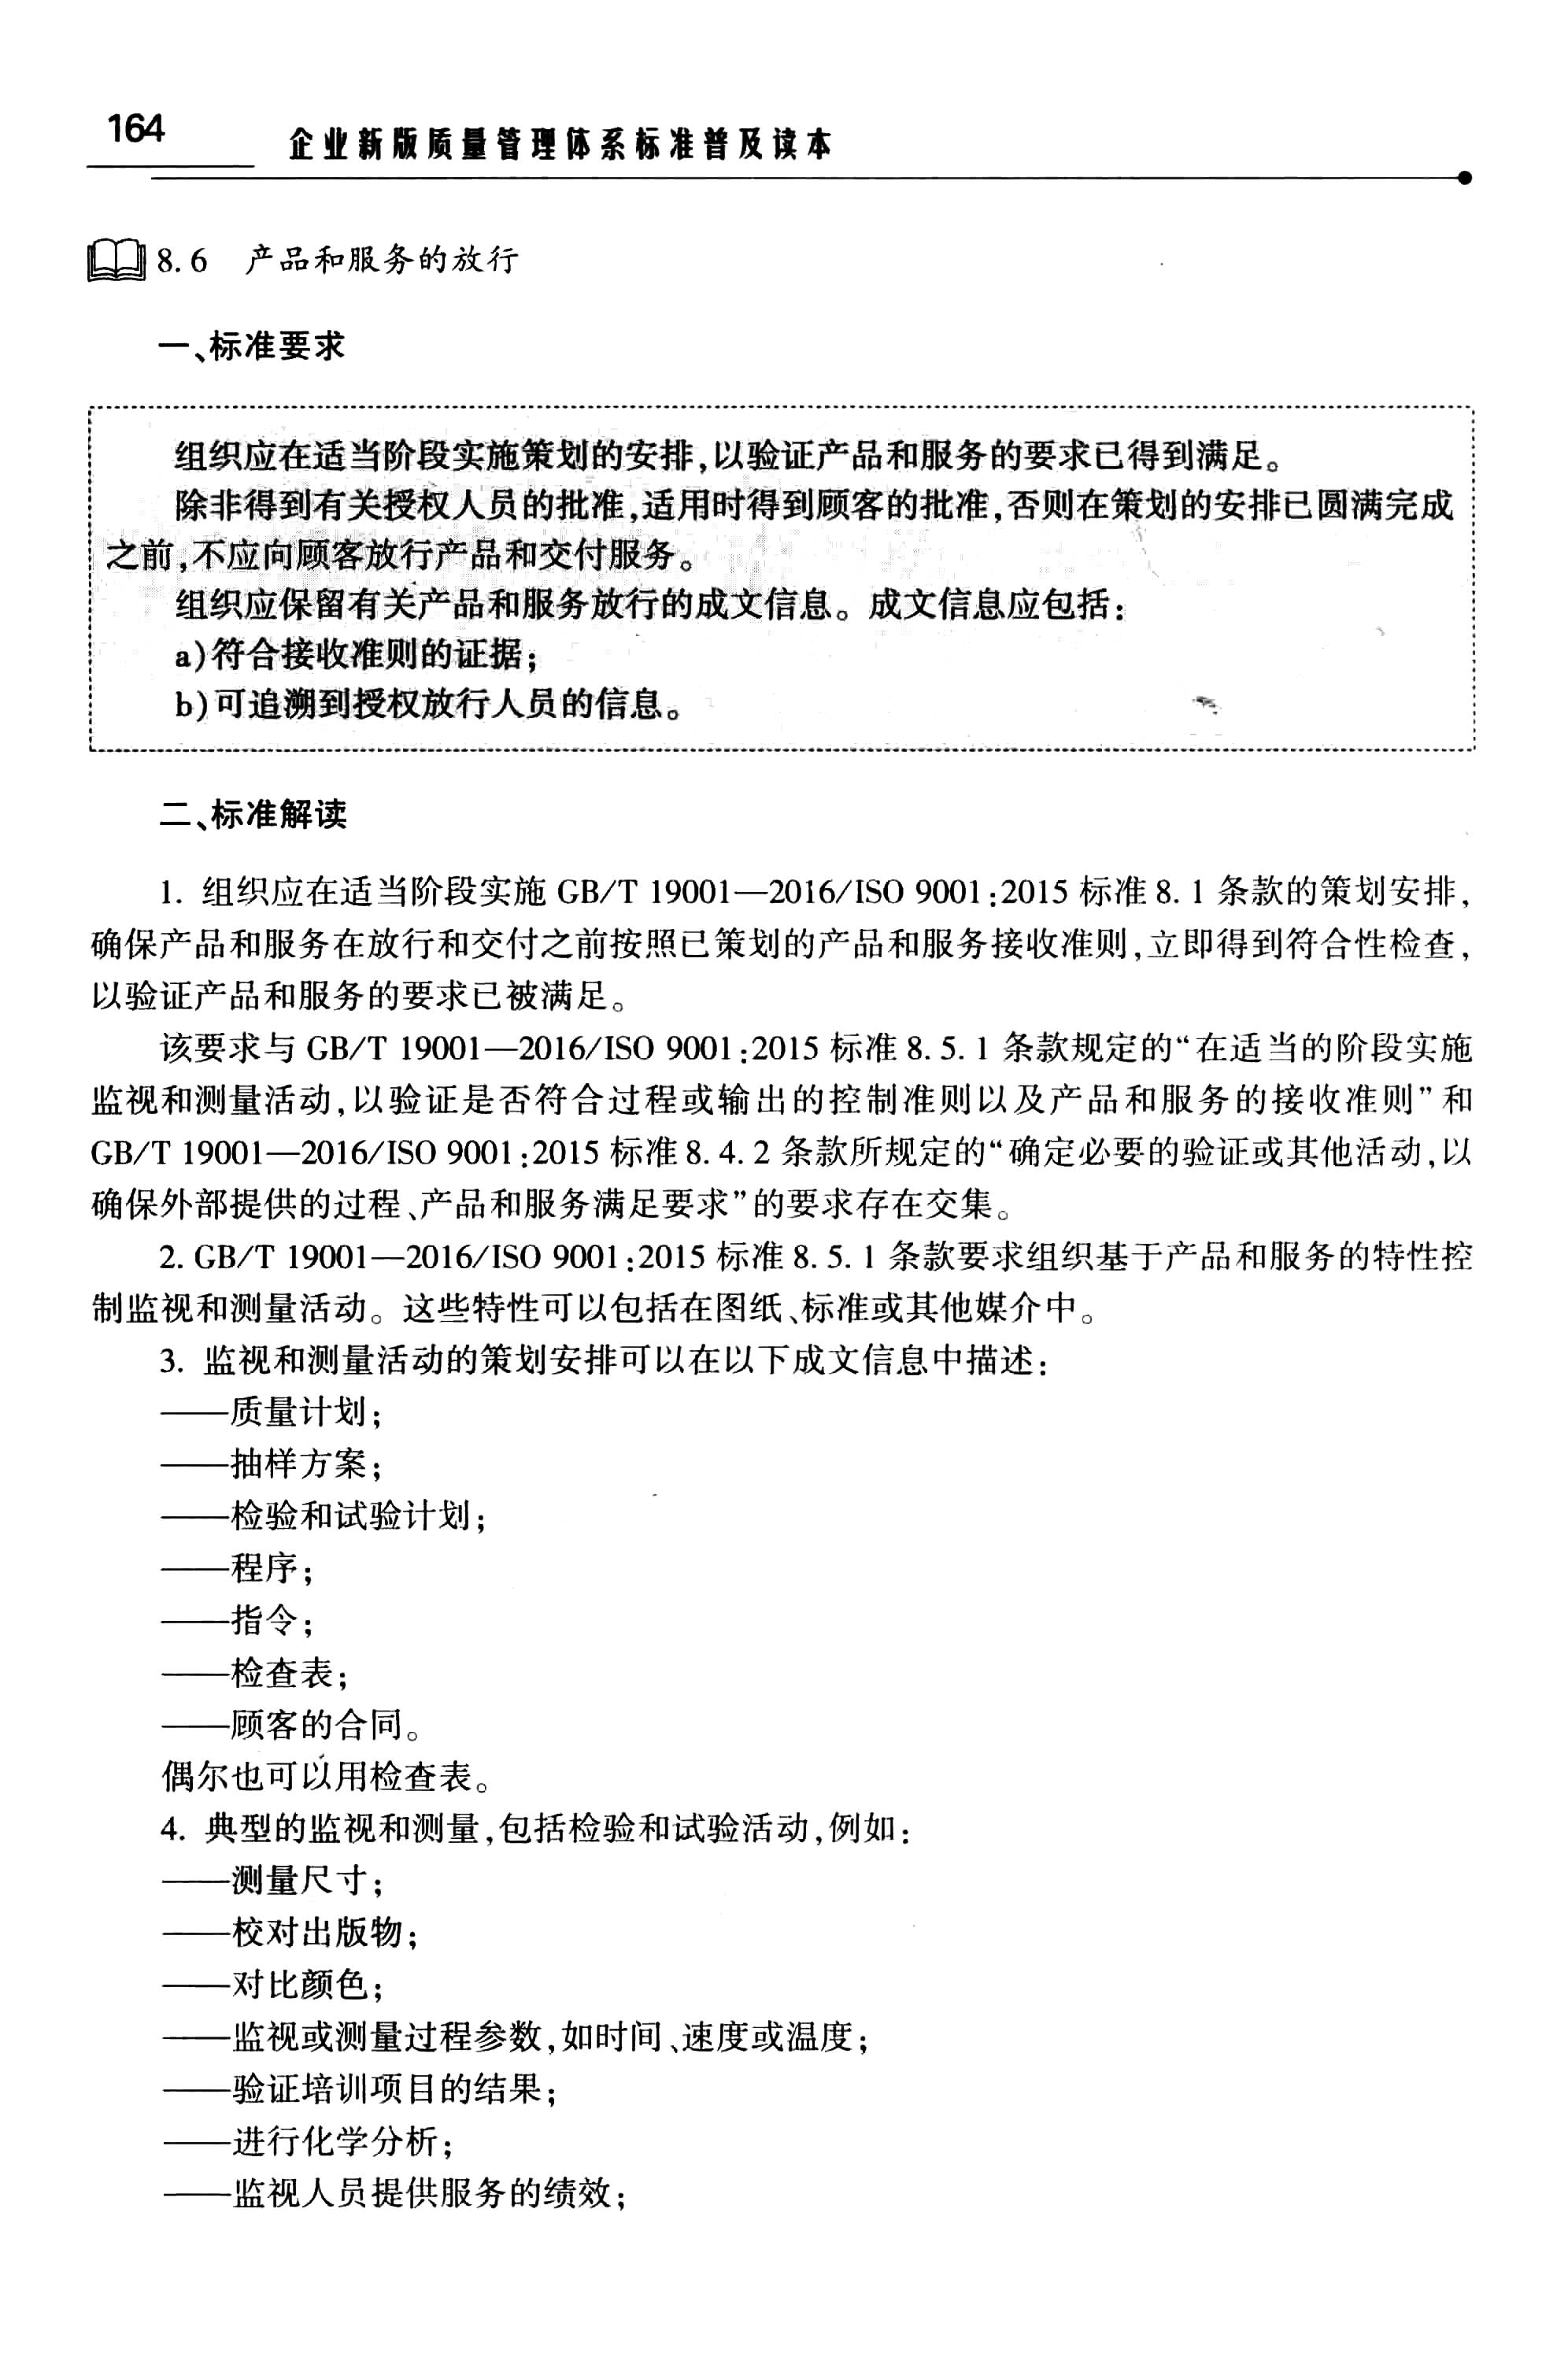 164
企业新版质量管理体系标准普及读本
8.6 产品和服务的放行
一、标准要求
组织应在适当阶段实施策划的安排,以验证产品和服务的要求已得到满足。
除非得到有关授权人员的批准,适用时得到顾客的批准,否则在策划的安排已圆满完成
之前,不应向顾客放行产品和交付服务。
组织应保留有关产品和服务放行的成文信息。成文信息应包括:
a)符合接收准则的证据;
b)可追溯到授权放行人员的信息。
二、标准解读
1. 组织应在适当阶段实施 GB/T 19001—2016/ISO 9001:2015 标准 8.1 条款的策划安排,
确保产品和服务在放行和交付之前按照已策划的产品和服务接收准则,立即得到符合性检查,
以验证产品和服务的要求已被满足。
该要求与 GB/T 19001—2016/ISO 9001:2015 标准 8.5.1 条款规定的“在适当的阶段实施
监视和测量活动,以验证是否符合过程或输出的控制准则以及产品和服务的接收准则”和
GB/T 19001—2016/ISO 9001:2015 标准 8.4.2 条款所规定的“确定必要的验证或其他活动,以
确保外部提供的过程、产品和服务满足要求”的要求存在交集。
2. GB/T 19001—2016/ISO 9001:2015 标准 8.5.1 条款要求组织基于产品和服务的特性控
制监视和测量活动。这些特性可以包括在图纸、标准或其他媒介中。
3. 监视和测量活动的策划安排可以在以下成文信息中描述:
——质量计划;
——抽样方案;
——检验和试验计划;
——程序;
——指令;
——检查表;
——顾客的合同。
偶尔也可以用检查表。
4. 典型的监视和测量,包括检验和试验活动,例如:
——测量尺寸;
——校对出版物;
——对比颜色;
——监视或测量过程参数,如时间、速度或温度;
——验证培训项目的结果;
——进行化学分析;
——监视人员提供服务的绩效;